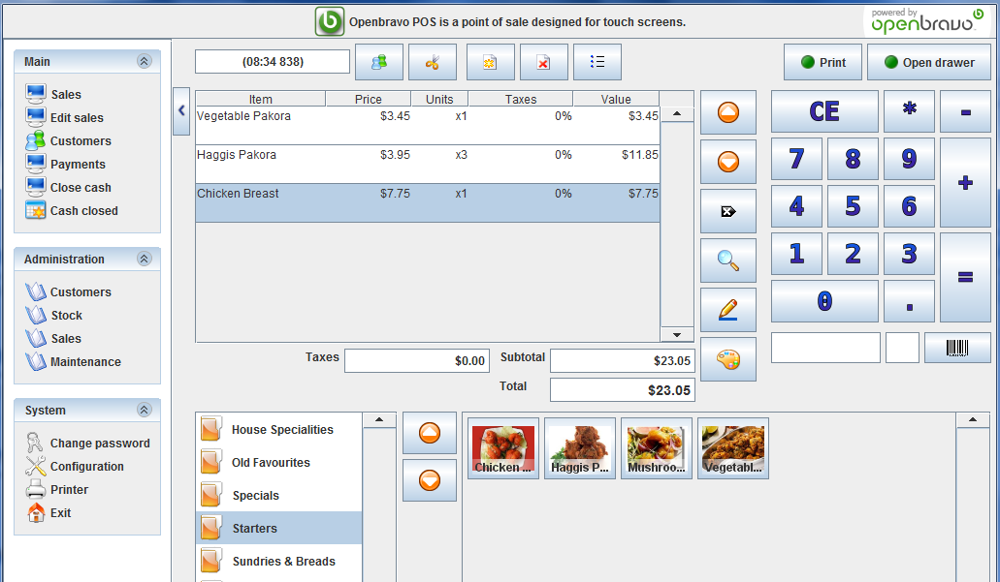 Openbravo POS is a point of sale designed for touch screens.
powered by
openbravo
Main
Sales
Edit sales
Customers
Payments
Close cash
Cash closed
Administration
Customers
Stock
Sales
Maintenance
System
Change password
Configuration
Printer
Exit
(08:34 838)
Print
Open drawer
Item Price Units Taxes Value
Vegetable Pakora $3.45 x1 0% $3.45
Haggis Pakora $3.95 x3 0% $11.85
Chicken Breast $7.75 x1 0% $7.75
Taxes $0.00 Subtotal $23.05
Total $23.05
CE * -
7 8 9 +
4 5 6
1 2 3 =
0 .
House Specialities
Old Favourites
Specials
Starters
Sundries & Breads
Chicken ... Haggis P... Mushroo... Vegetabl...